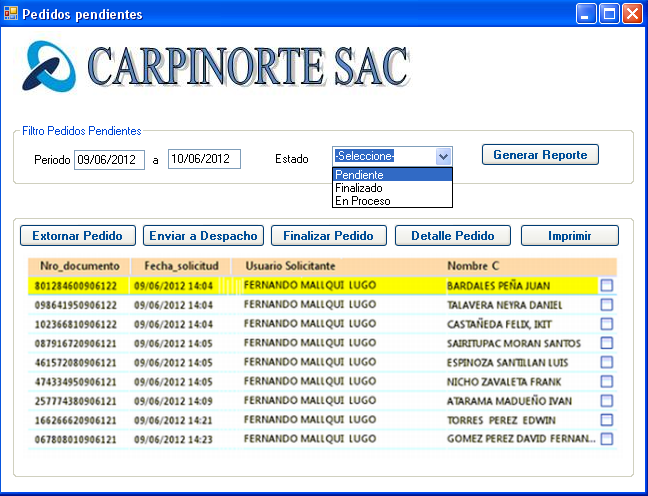 Pedidos pendientes
CARPINORTE SAC
Filtro Pedidos Pendientes
Periodo 09/06/2012 a 10/06/2012 Estado -Seleccione- Generar Reporte
Pendiente
Finalizado
En Proceso
Extornar Pedido Enviar a Despacho Finalizar Pedido Detalle Pedido Imprimir
Nro_documento Fecha_solicitud Usuario Solicitante Nombre C
801284600906122 09/06/2012 14:04 FERNANDO MALLQUI LUGO BARDALES PEÑA JUAN
098641950906122 09/06/2012 14:04 FERNANDO MALLQUI LUGO TALAVERA NEYRA DANIEL
102366810906122 09/06/2012 14:04 FERNANDO MALLQUI LUGO CASTAÑEDA FELIX, IKIT
087916720906121 09/06/2012 14:05 FERNANDO MALLQUI LUGO SAIRITUPAC MORAN SANTOS
461572080906121 09/06/2012 14:05 FERNANDO MALLQUI LUGO ESPINOZA SANTILLAN LUIS
474334950906121 09/06/2012 14:05 FERNANDO MALLQUI LUGO NICHO ZAVALETA FRANK
257774380906121 09/06/2012 14:09 FERNANDO MALLQUI LUGO ATARAMA MADUEÑO IVAN
166266620906121 09/06/2012 14:21 FERNANDO MALLQUI LUGO TORRES PEREZ EDWIN
067808010906121 09/06/2012 14:23 FERNANDO MALLQUI LUGO GOMEZ PEREZ DAVID FERNAN...